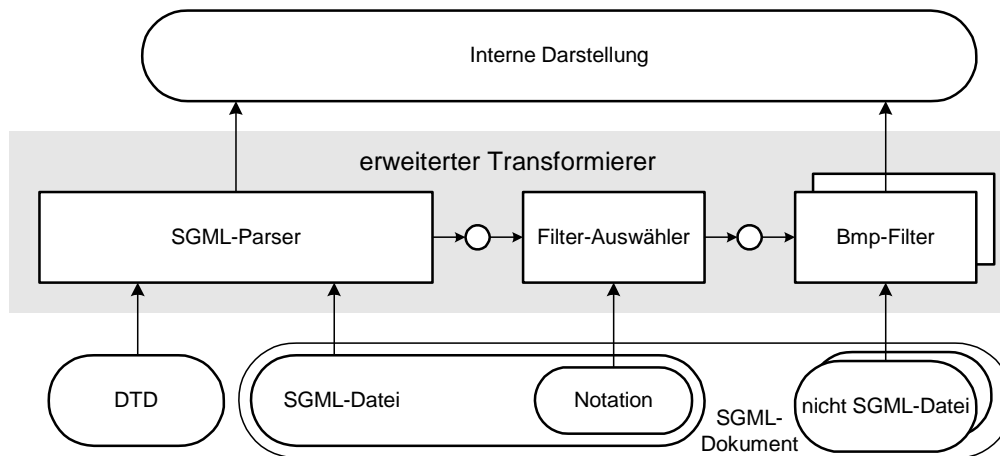 Interne Darstellung
erweiterter Transformierer
SGML-Parser
Filter-Auswähler
Bmp-Filter
DTD
SGML-Datei
Notation
SGML-
Dokument
nicht SGML-Datei